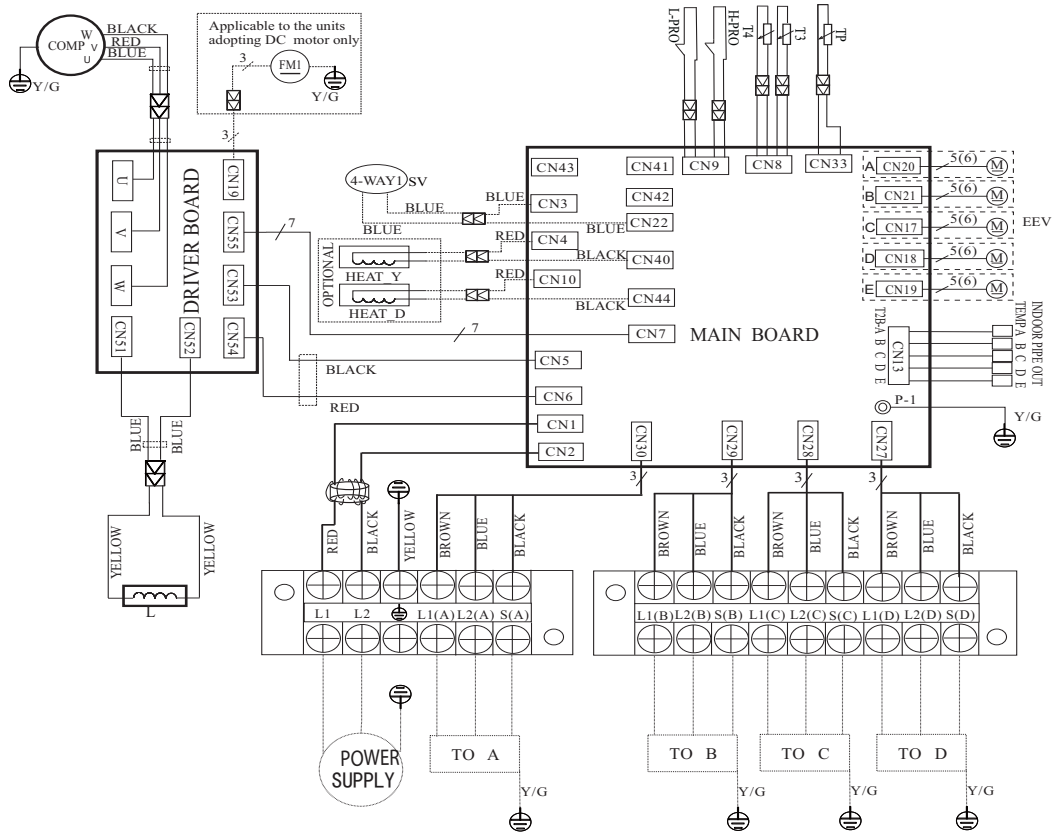 COMP
W
V
U
BLACK
RED
BLUE
Y/G
Applicable to the units
adopting DC motor only
3
FM1
Y/G
3
L-PRO
H-PRO
T4
T3
TP
DRIVER BOARD
U
V
W
CN19
CN55
CN53
CN54
CN51
CN52
7
7
BLACK
RED
BLUE
BLUE
YELLOW
YELLOW
L
4-WAY1
SV
BLUE
BLUE
BLUE
BLUE
OPTIONAL
HEAT_Y
HEAT_D
RED
BLACK
RED
BLACK
MAIN BOARD
CN43
CN41
CN9
CN8
CN33
CN3
CN42
CN22
CN4
CN40
CN10
CN44
CN7
CN5
CN6
CN1
CN2
A CN20 5(6) M
B CN21 5(6) M
C CN17 5(6) M
D CN18 5(6) M
E CN19 5(6) M
EEV
T2B-A
B
C
D
E
CN13
INDOOR PIPE OUT
TEMP.A
B
C
D
E
P-1
Y/G
CN30
CN29
CN28
CN27
3
3
3
3
RED
BLACK
YELLOW
BROWN
BLUE
BLACK
BROWN
BLUE
BLACK
BROWN
BLUE
BLACK
BROWN
BLUE
BLACK
L1 L2 L1(A) L2(A) S(A)
L1(B) L2(B) S(B) L1(C) L2(C) S(C) L1(D) L2(D) S(D)
POWER
SUPPLY
TO A
Y/G
TO B
Y/G
TO C
Y/G
TO D
Y/G